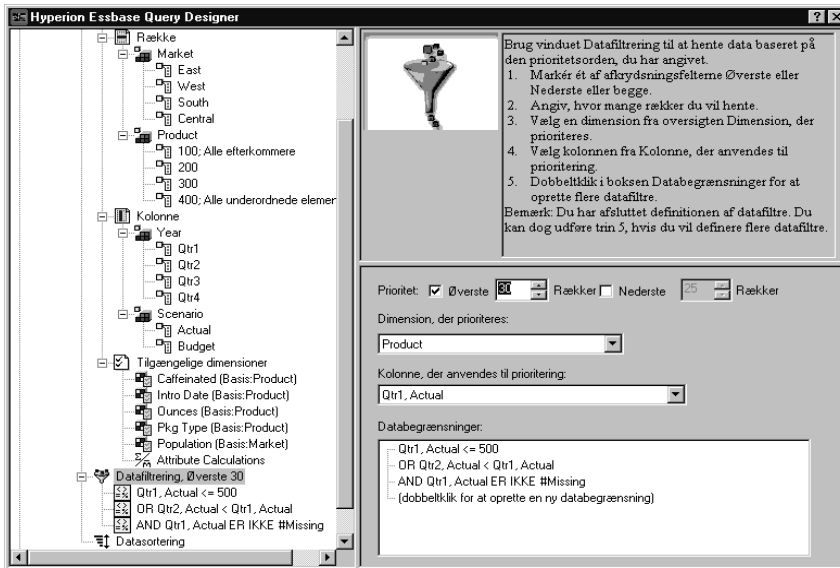 Hyperion Essbase Query Designer
Række
Market
East
West
South
Central
Product
100; Alle efterkommere
200
300
400; Alle underordnede elemer
Kolonne
Year
Qtr1
Qtr2
Qtr3
Qtr4
Scenario
Actual
Budget
Tilgængelige dimensioner
Caffeinated (Basis:Product)
Intro Date (Basis:Product)
Ounces (Basis:Product)
Pkg Type (Basis:Product)
Population (Basis:Market)
Attribute Calculations
Datafiltrering, Øverste 30
Qtr1, Actual <= 500
OR Qtr2, Actual < Qtr1, Actual
AND Qtr1, Actual ER IKKE #Missing
Datasortering
Brug vinduet Datafiltrering til at hente data baseret på
den prioritetsorden, du har angivet.
1. Markér ét af afkrydsningsfelterne Øverste eller
Nederste eller begge.
2. Angiv, hvor mange rækker du vil hente.
3. Vælg en dimension fra oversigten Dimension, der
prioriteres.
4. Vælg kolonnen fra Kolonne, der anvendes til
prioritering.
5. Dobbeltklik i boksen Databegrænsninger for at
oprette flere datafiltre.
Bemærk: Du har afsluttet definitionen af datafiltre. Du
kan dog udføre trin 5, hvis du vil definere flere datafiltre.
Prioritet: Øverste 30 Rækker Nederste 25 Rækker
Dimension, der prioriteres:
Product
Kolonne, der anvendes til prioritering:
Qtr1, Actual
Databegrænsninger:
Qtr1, Actual <= 500
OR Qtr2, Actual < Qtr1, Actual
AND Qtr1, Actual ER IKKE #Missing
(dobbeltklik for at oprette en ny databegrænsning)